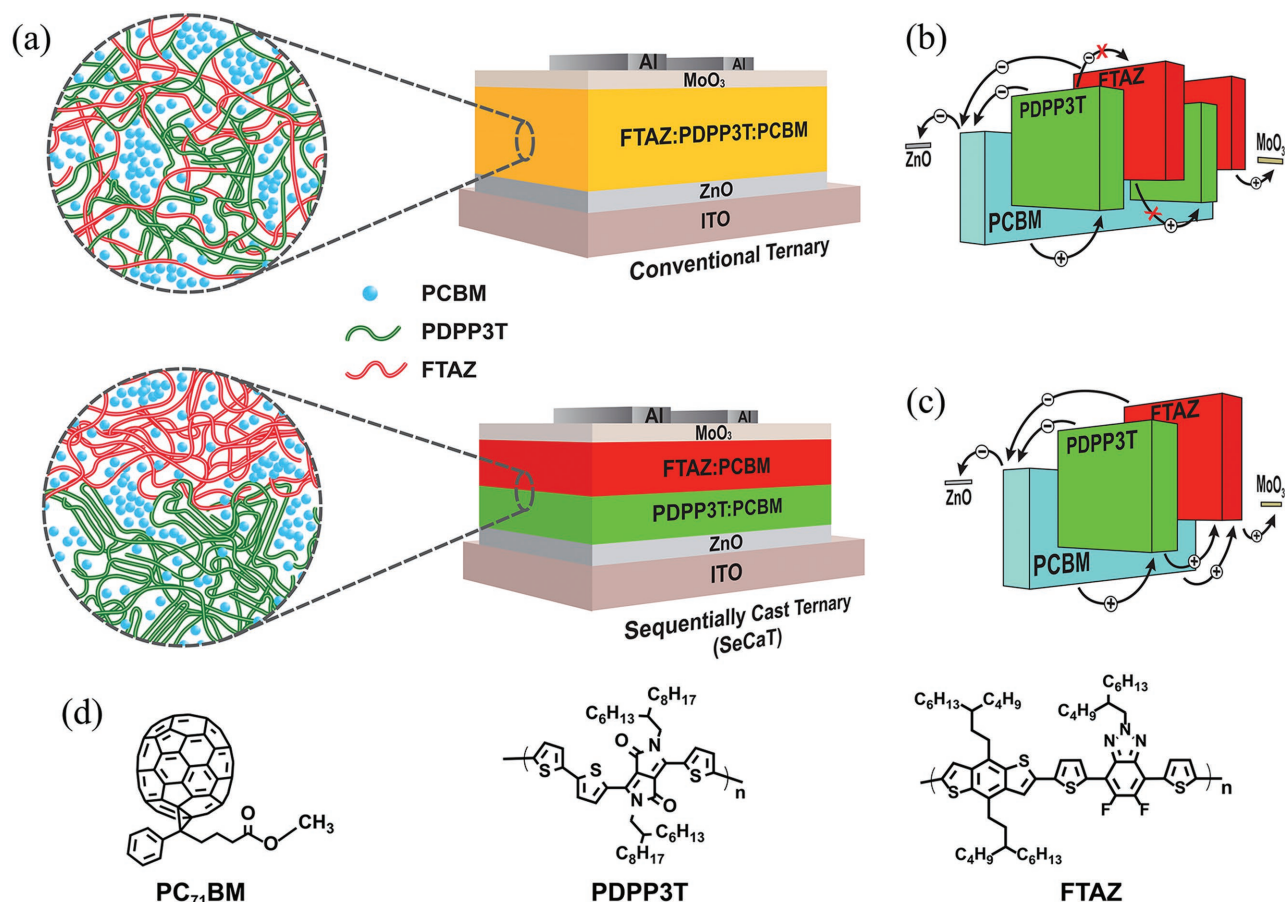 (a)
Al
Al
MoO₃
FTAZ:PDPP3T:PCBM
ZnO
ITO
Conventional Ternary
PCBM
PDPP3T
FTAZ
Al
Al
MoO₃
FTAZ:PCBM
PDPP3T:PCBM
ZnO
ITO
Sequentially Cast Ternary
(SeCaT)
(b)
FTAZ
PDPP3T
ZnO
MoO₃
PCBM
(c)
FTAZ
PDPP3T
ZnO
MoO₃
PCBM
(d)
O
O
CH₃
PC₇₁BM
C₈H₁₇
C₆H₁₃
O
N
S
S
S
N
O
n
C₆H₁₃
C₈H₁₇
PDPP3T
C₆H₁₃
C₄H₉
C₆H₁₃
C₄H₉
N
N
N
S
S
S
S
F
F
n
C₄H₉
C₆H₁₃
FTAZ